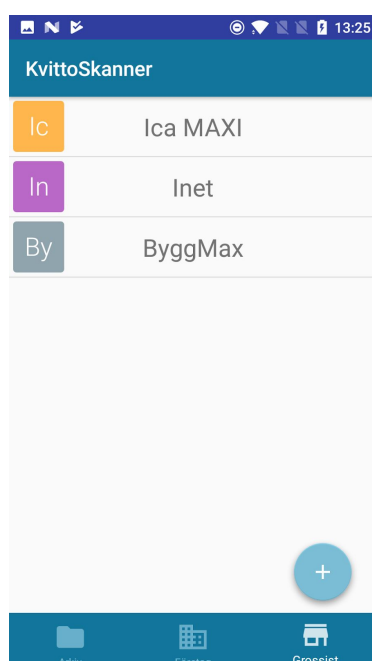 13:25
KvittoSkanner
Ic Ica MAXI
In Inet
By ByggMax
+
Grossist